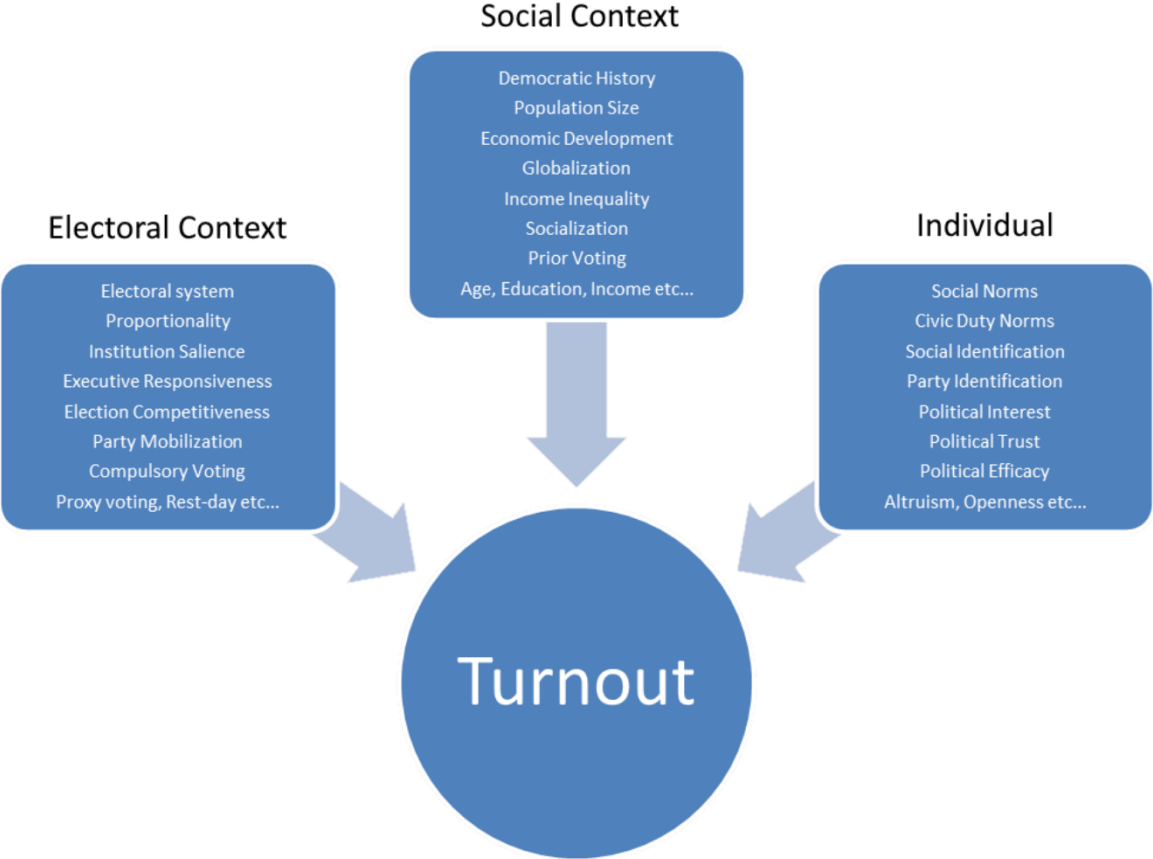 Social Context
Democratic History
Population Size
Economic Development
Globalization
Income Inequality
Socialization
Prior Voting
Age, Education, Income etc...
Electoral Context
Electoral system
Proportionality
Institution Salience
Executive Responsiveness
Election Competitiveness
Party Mobilization
Compulsory Voting
Proxy voting, Rest-day etc...
Individual
Social Norms
Civic Duty Norms
Social Identification
Party Identification
Political Interest
Political Trust
Political Efficacy
Altruism, Openness etc...
Turnout